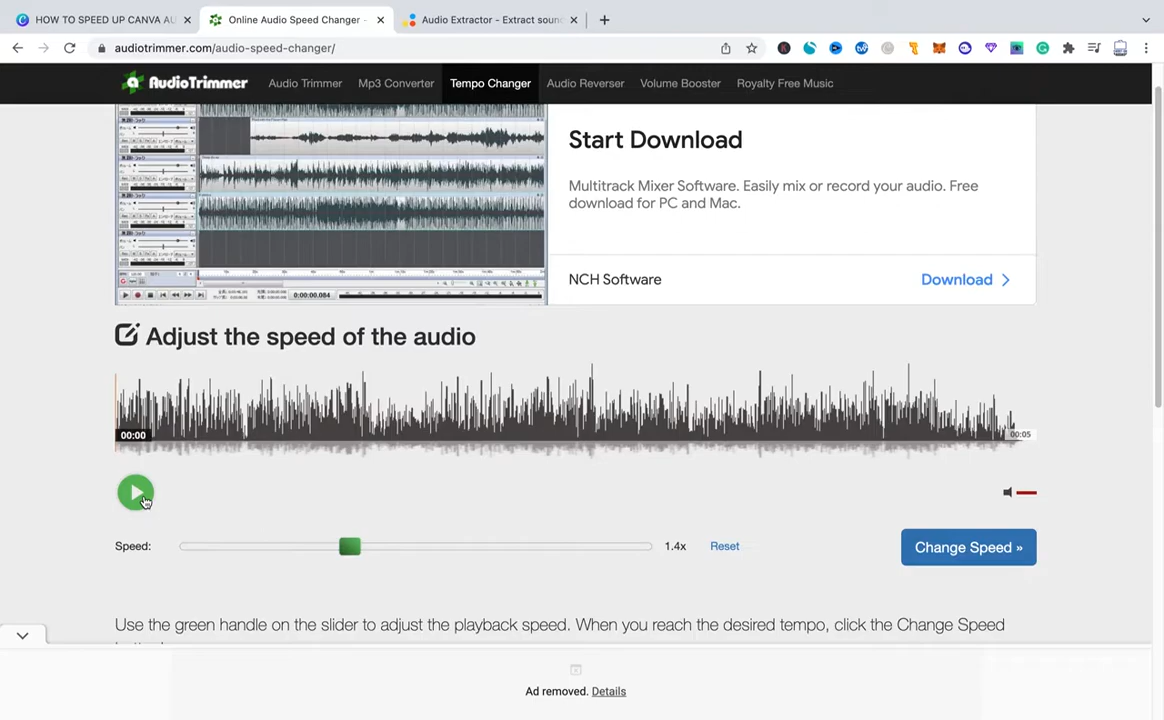 HOW TO SPEED UP CANVA AU
Online Audio Speed Changer -
Audio Extractor - Extract soun
audiotrimmer.com/audio-speed-changer/
AudioTrimmer
Audio Trimmer
Mp3 Converter
Tempo Changer
Audio Reverser
Volume Booster
Royalty Free Music
Start Download
Multitrack Mixer Software. Easily mix or record your audio. Free
download for PC and Mac.
NCH Software
Download
0:00:00.084
Adjust the speed of the audio
00:00
00:05
Speed:
1.4x
Reset
Change Speed »
Use the green handle on the slider to adjust the playback speed. When you reach the desired tempo, click the Change Speed
Ad removed. Details